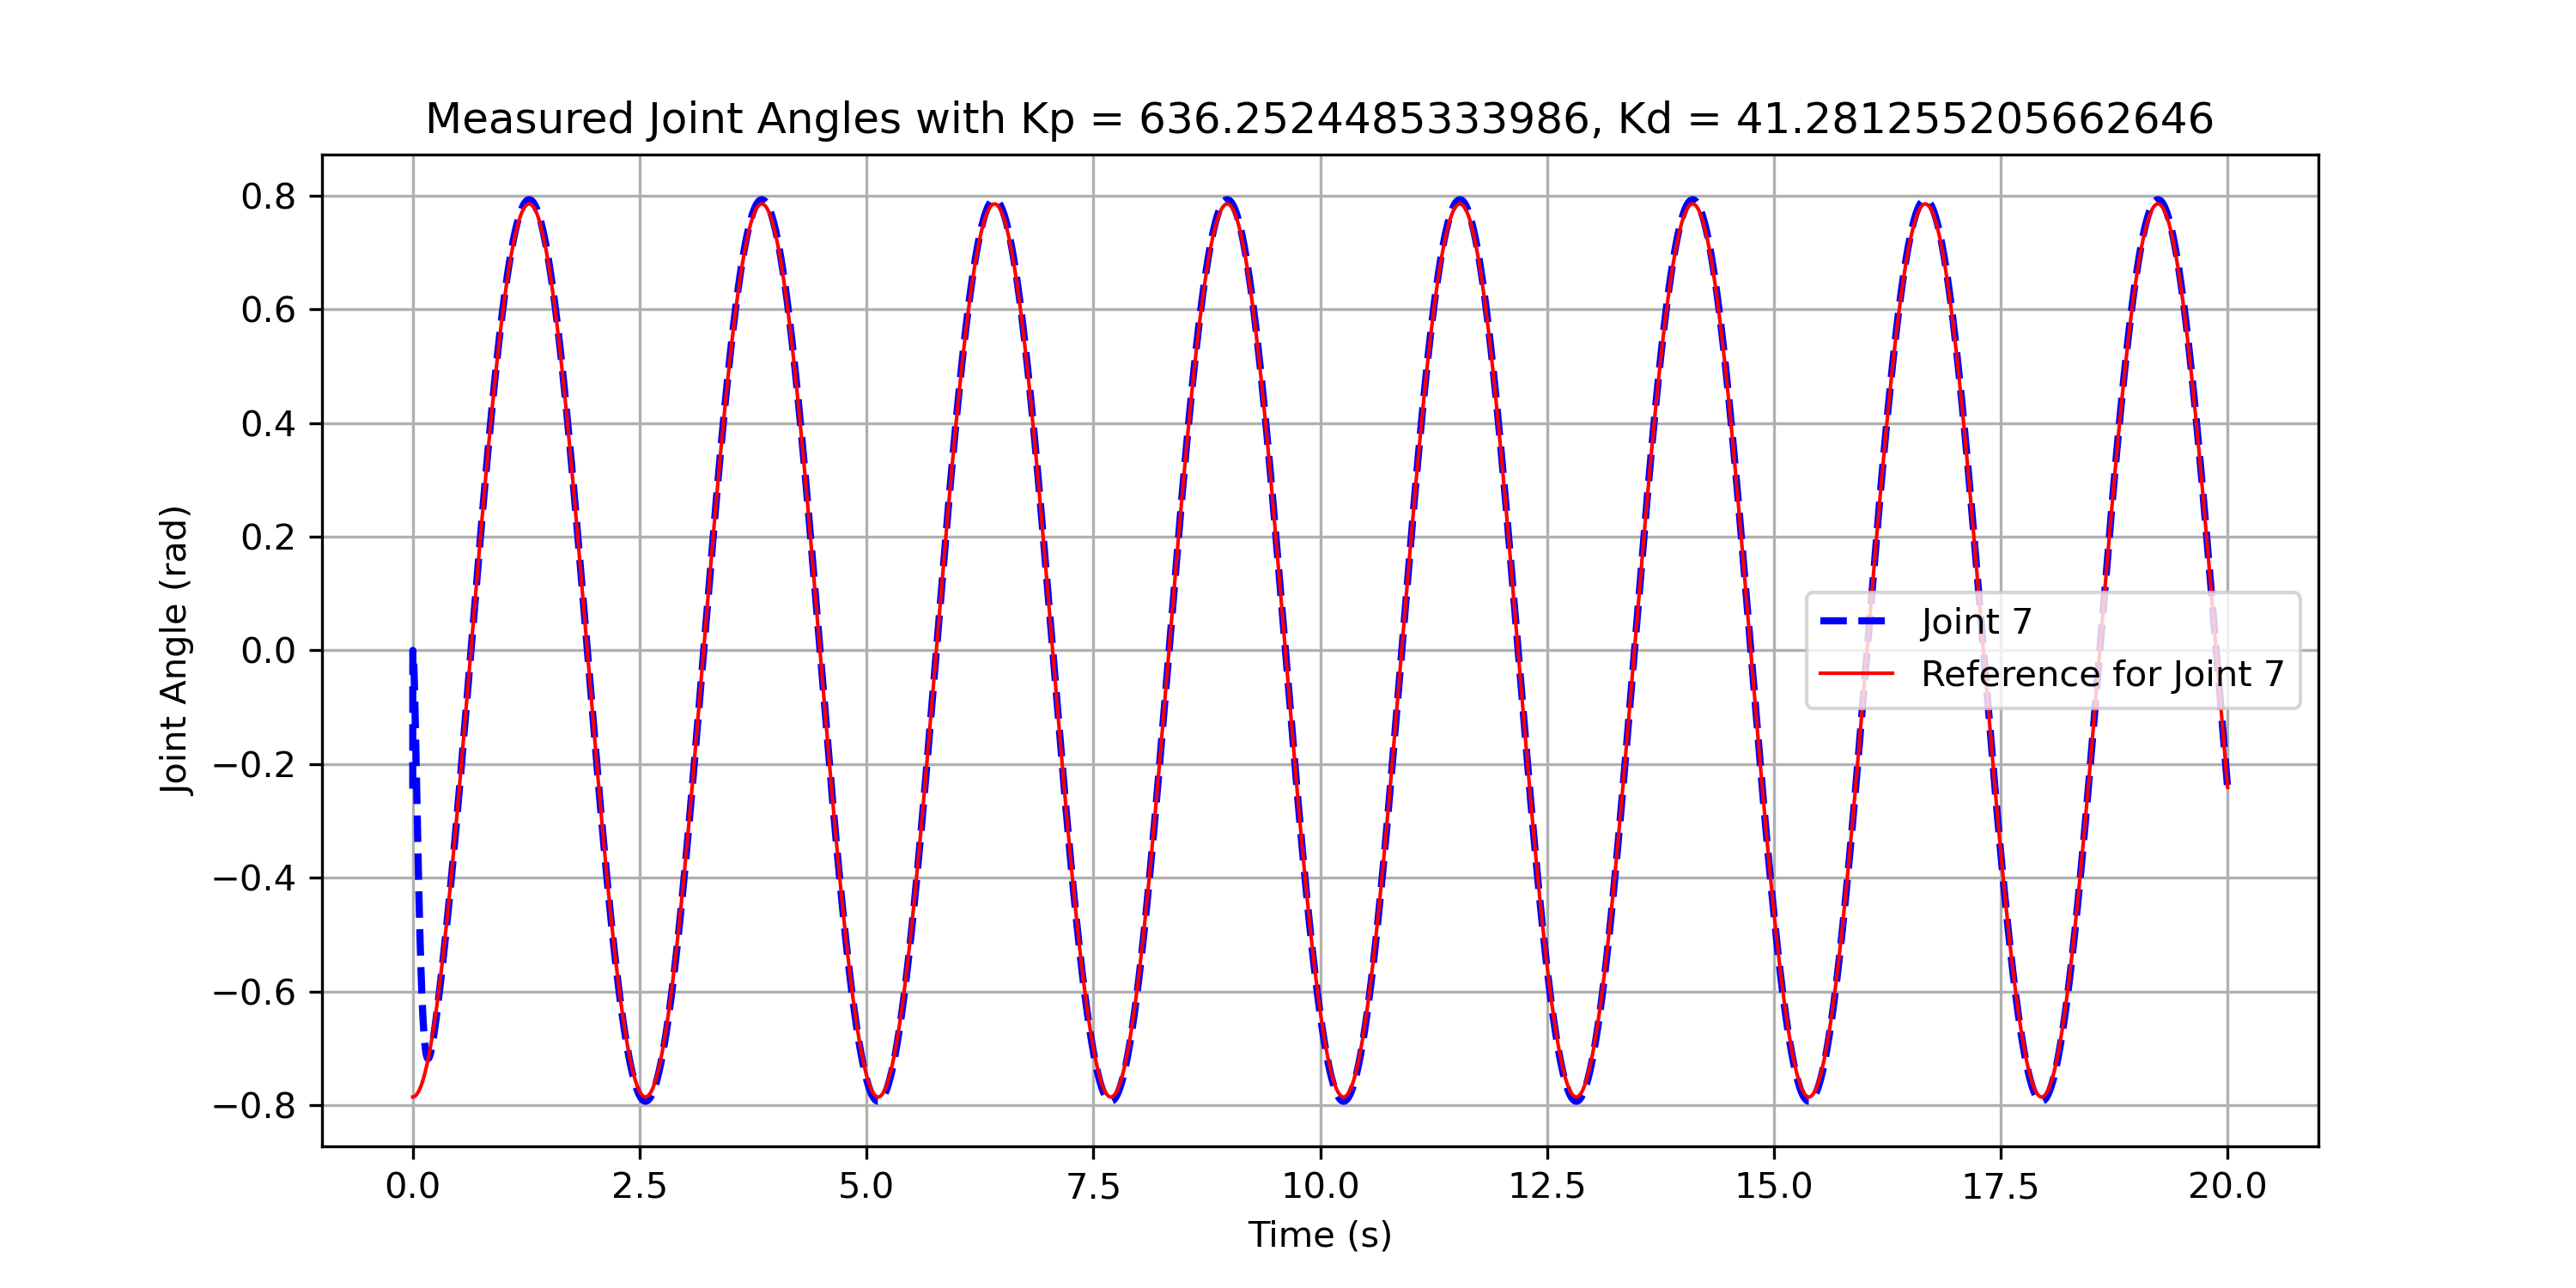 Measured Joint Angles with Kp = 636.2524485333986, Kd = 41.281255205662646
0.8
0.6
0.4
0.2
0.0
−0.2
−0.4
−0.6
−0.8
Joint Angle (rad)
Joint 7
Reference for Joint 7
0.0 2.5 5.0 7.5 10.0 12.5 15.0 17.5 20.0
Time (s)